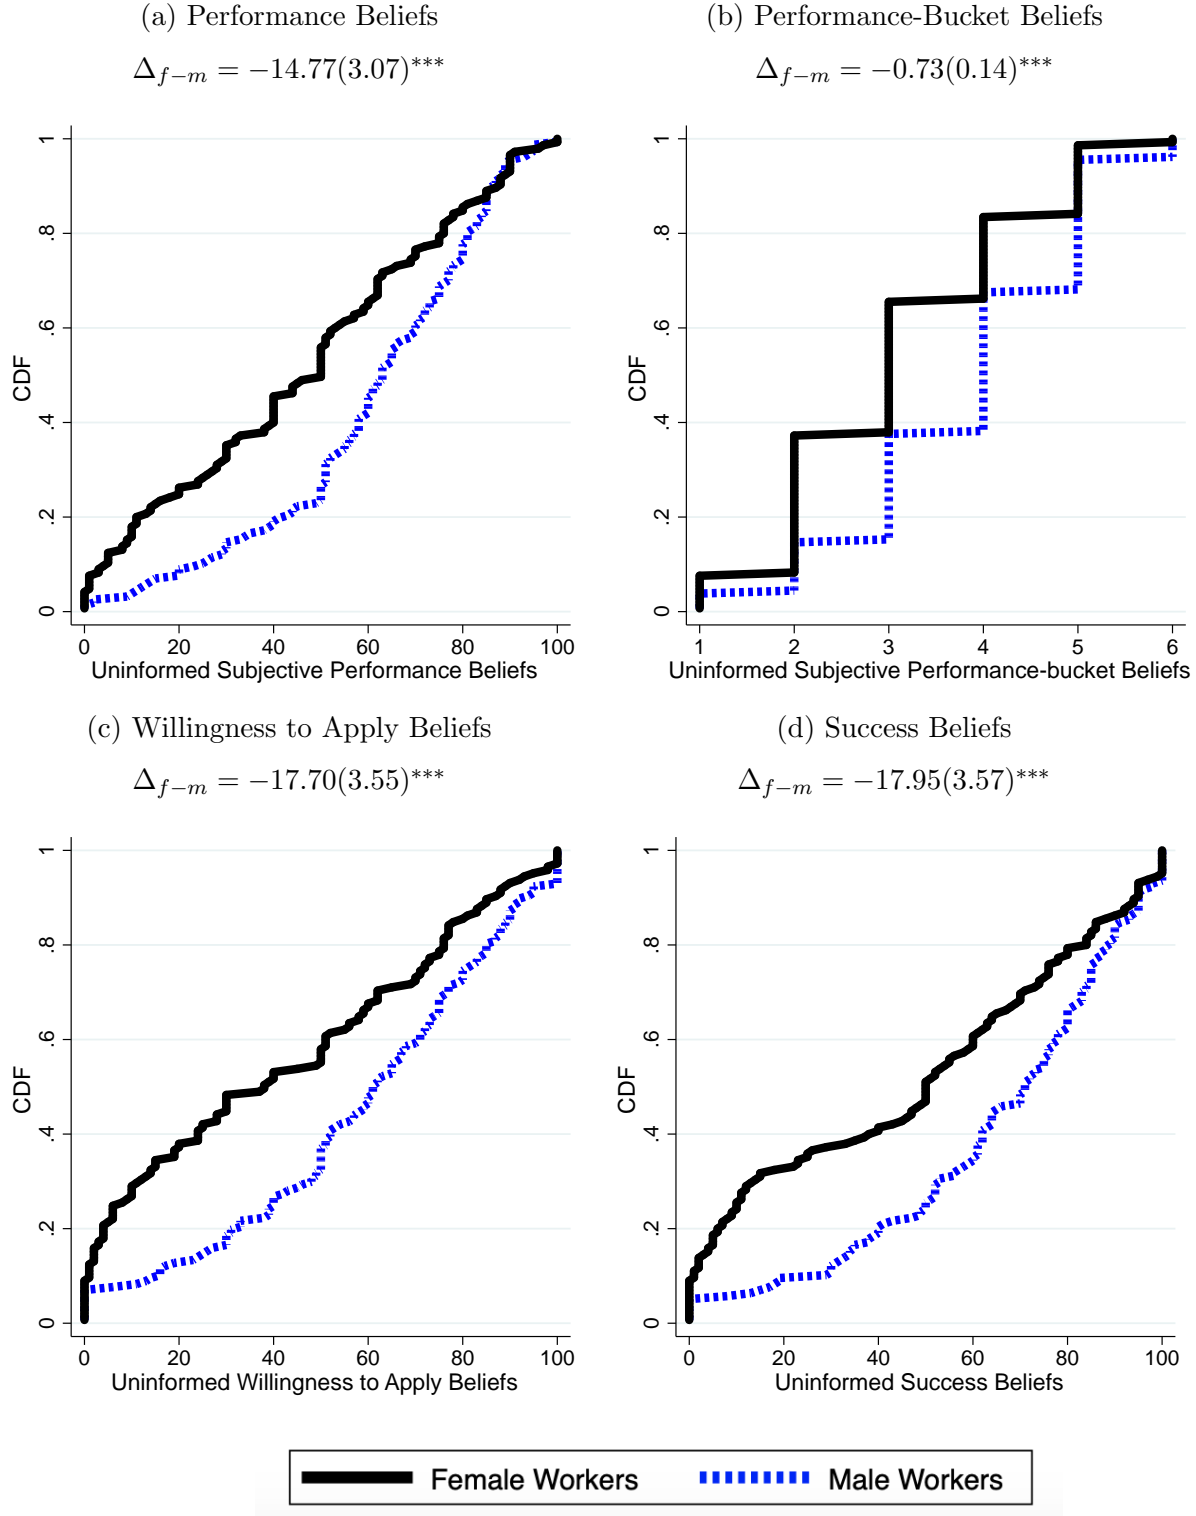 (a) Performance Beliefs
Δf−m = −14.77(3.07)***
CDF
1
.8
.6
.4
.2
0
0 20 40 60 80 100
Uninformed Subjective Performance Beliefs
(b) Performance-Bucket Beliefs
Δf−m = −0.73(0.14)***
CDF
1
.8
.6
.4
.2
0
1 2 3 4 5 6
Uninformed Subjective Performance-bucket Beliefs
(c) Willingness to Apply Beliefs
Δf−m = −17.70(3.55)***
CDF
1
.8
.6
.4
.2
0
0 20 40 60 80 100
Uninformed Willingness to Apply Beliefs
(d) Success Beliefs
Δf−m = −17.95(3.57)***
CDF
1
.8
.6
.4
.2
0
0 20 40 60 80 100
Uninformed Success Beliefs
Female Workers Male Workers